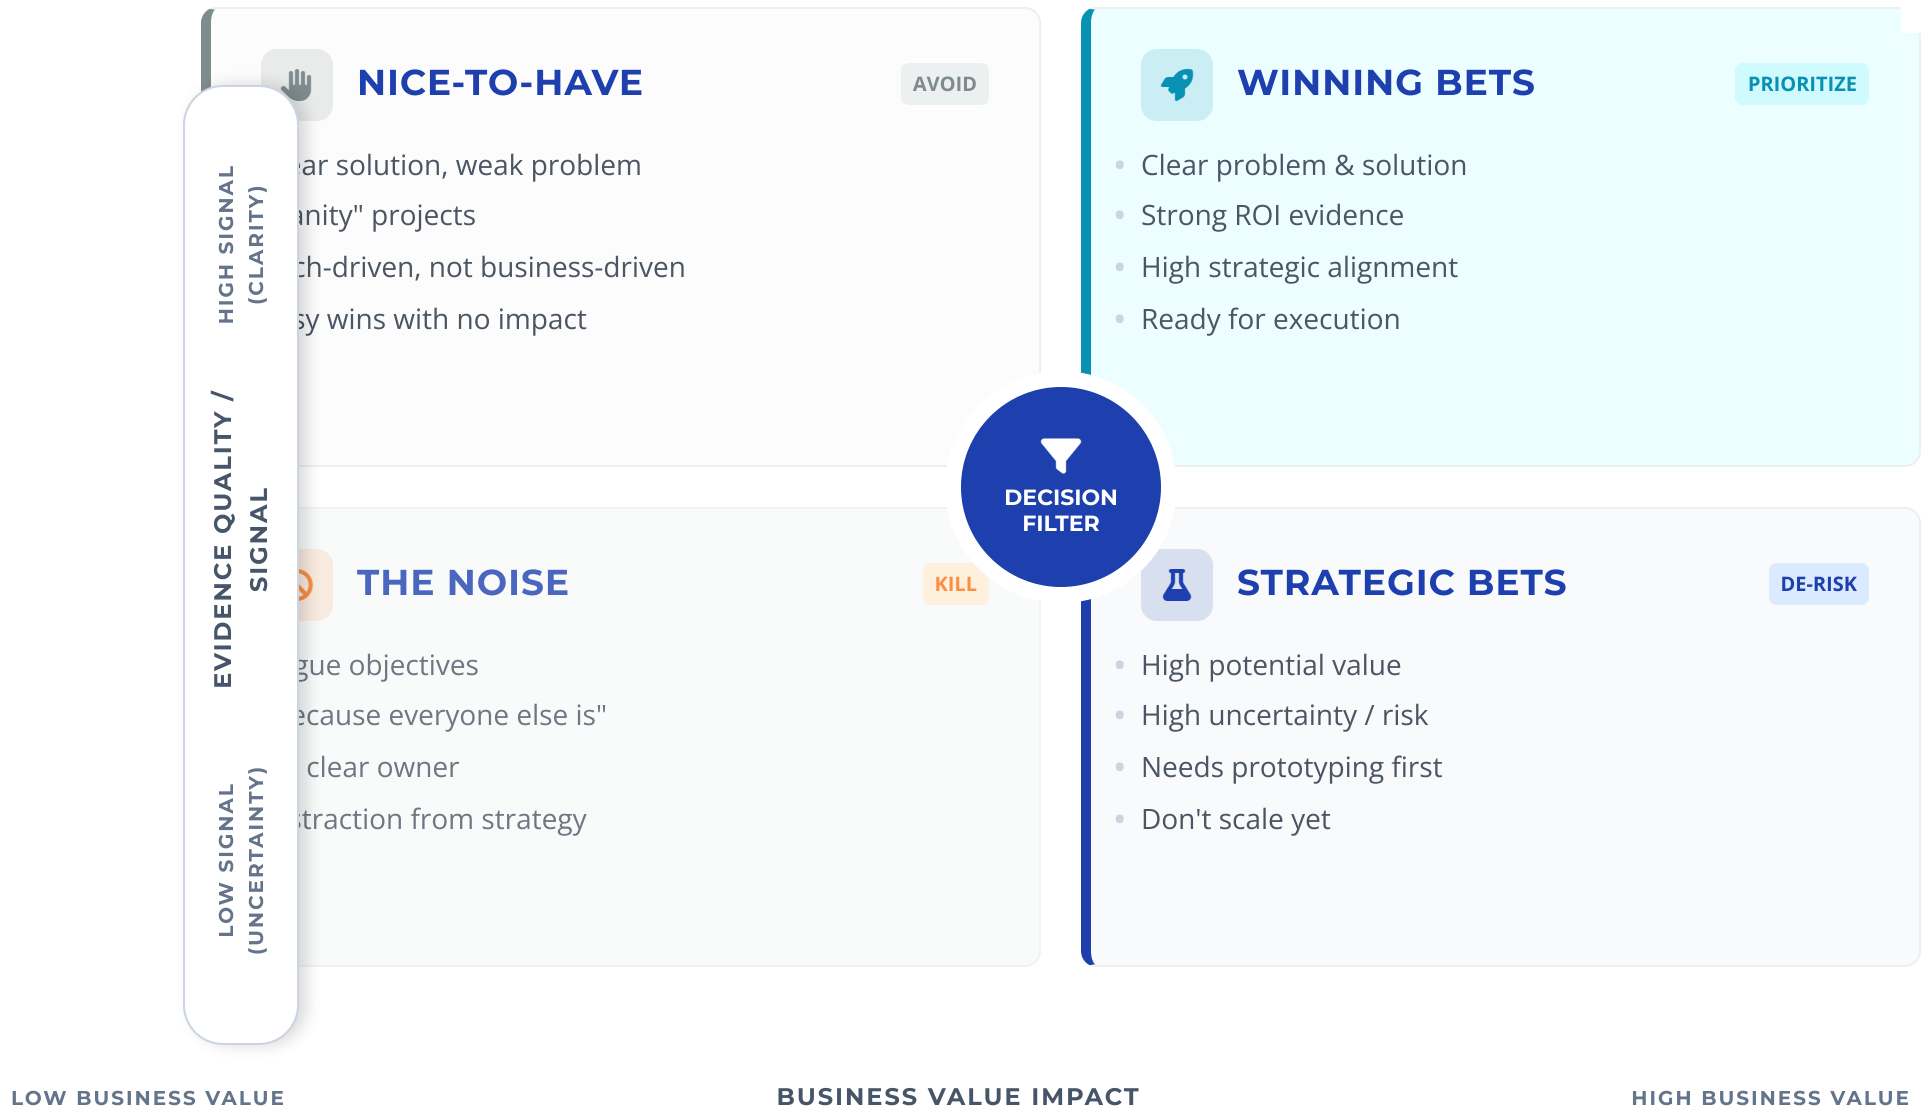 NICE-TO-HAVE
AVOID
ar solution, weak problem
anity" projects
ch-driven, not business-driven
sy wins with no impact
WINNING BETS
PRIORITIZE
Clear problem & solution
Strong ROI evidence
High strategic alignment
Ready for execution
HIGH SIGNAL
(CLARITY)
EVIDENCE QUALITY /
SIGNAL
LOW SIGNAL
(UNCERTAINTY)
DECISION
FILTER
THE NOISE
KILL
gue objectives
ecause everyone else is"
clear owner
straction from strategy
STRATEGIC BETS
DE-RISK
High potential value
High uncertainty / risk
Needs prototyping first
Don't scale yet
LOW BUSINESS VALUE
BUSINESS VALUE IMPACT
HIGH BUSINESS VALUE